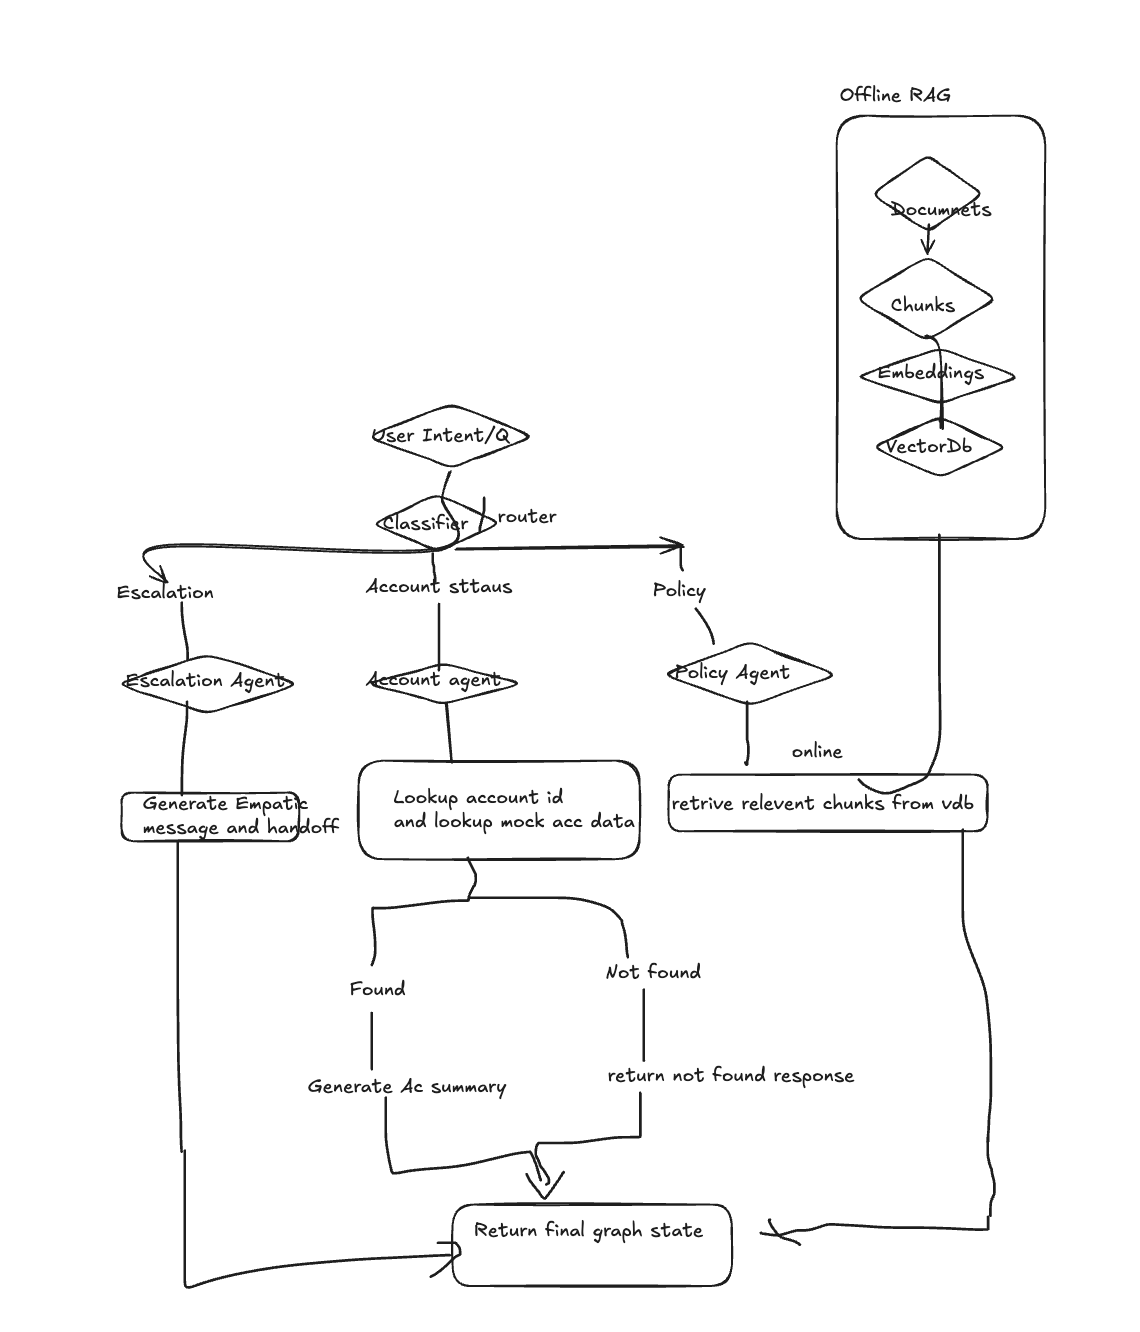 Offline RAG
Documnets
Chunks
Embeddings
VectorDb
User Intent/Q
Classifier / router
Escalation
Account sttaus
Policy
Escalation Agent
Account agent
Policy Agent
online
Generate Empatic
message and handoff
Lookup account id
and lookup mock acc data
retrive relevent chunks from vdb
Found
Not found
Generate Ac summary
return not found response
Return final graph state